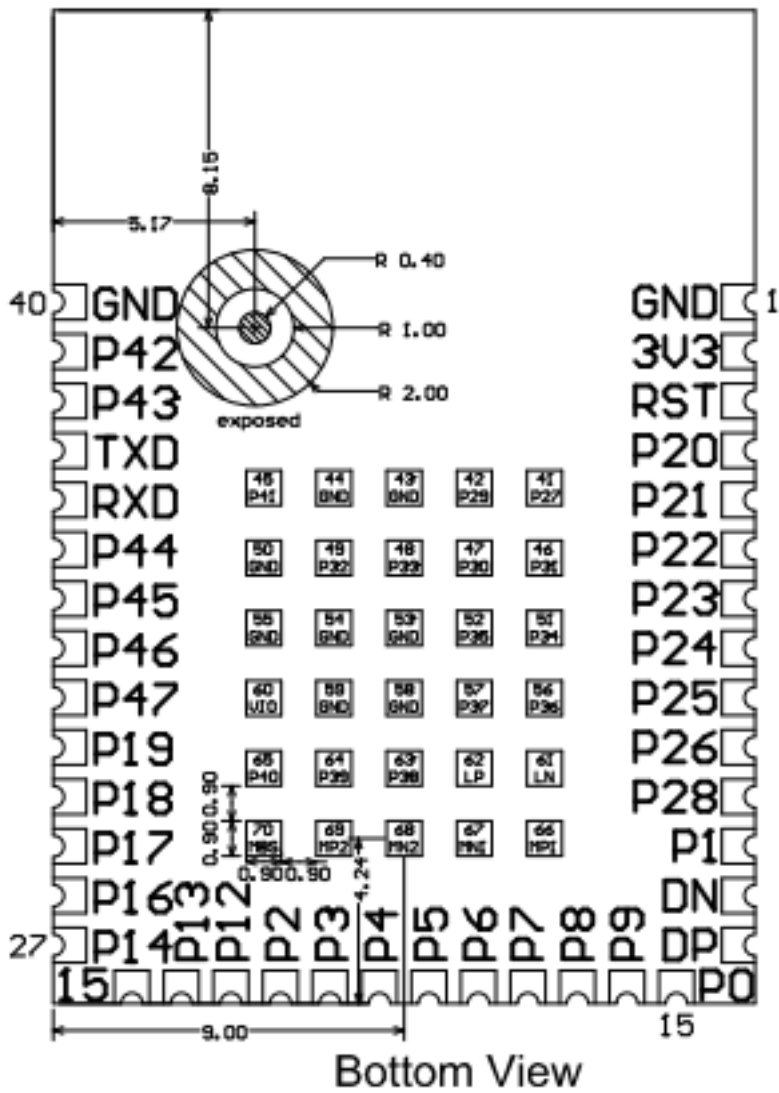 8.15
5.17
R 0.40
40 GND GND 1
R 1.00
P42 3V3
R 2.00
P43 RST
exposed
TXD P20
45 44 43 42 41
P41 GND GND P29 P27
RXD P21
P44 P22
50 49 48 47 46
GND P32 P33 P30 P31
P45 P23
55 54 53 52 51
GND GND GND P35 P34
P46 P24
60 59 58 57 56
VIO GND GND P37 P36
P47 P25
P19 P26
65 64 63 62 61
P40 P39 P38 LP LN
P18 0.90 P28
70 69 68 67 66
MBS MP2 MN2 MN1 MP1
P17 0.90 P1
0.90 0.90 4.24
P16 DN
P13 P12 P2 P3 P4 P5 P6 P7 P8 P9
27 P14 DP
15 P0
9.00 15
Bottom View